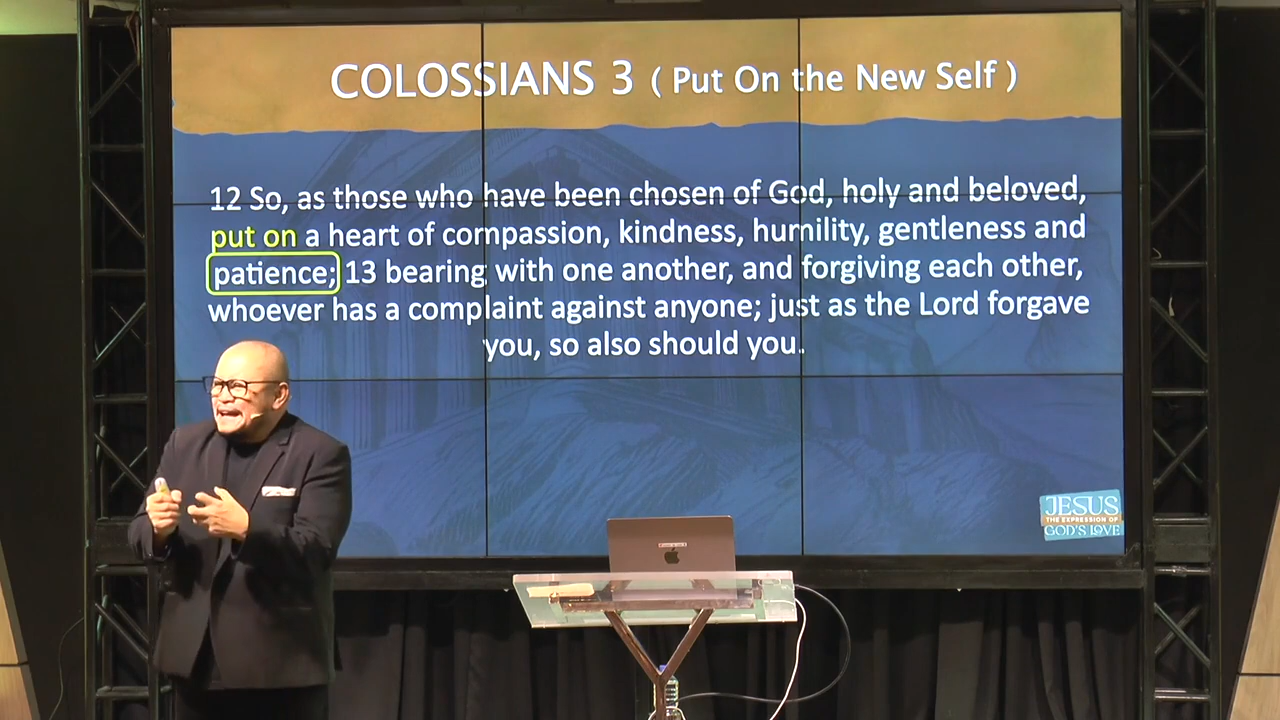 COLOSSIANS 3 ( Put On the New Self )
12 So, as those who have been chosen of God, holy and beloved,
put on a heart of compassion, kindness, humility, gentleness and
patience; 13 bearing with one another, and forgiving each other,
whoever has a complaint against anyone; just as the Lord forgave
you, so also should you.
JESUS
THE EXPRESSION OF
GOD'S LOVE